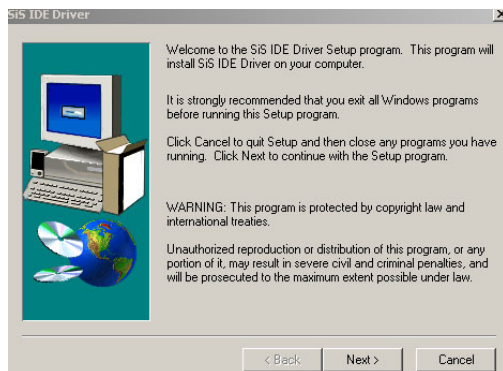 SiS IDE Driver
Welcome to the SiS IDE Driver Setup program. This program will
install SiS IDE Driver on your computer.
It is strongly recommended that you exit all Windows programs
before running this Setup program.
Click Cancel to quit Setup and then close any programs you have
running. Click Next to continue with the Setup program.
WARNING: This program is protected by copyright law and
international treaties.
Unauthorized reproduction or distribution of this program, or any
portion of it, may result in severe civil and criminal penalties, and
will be prosecuted to the maximum extent possible under law.
< Back Next > Cancel